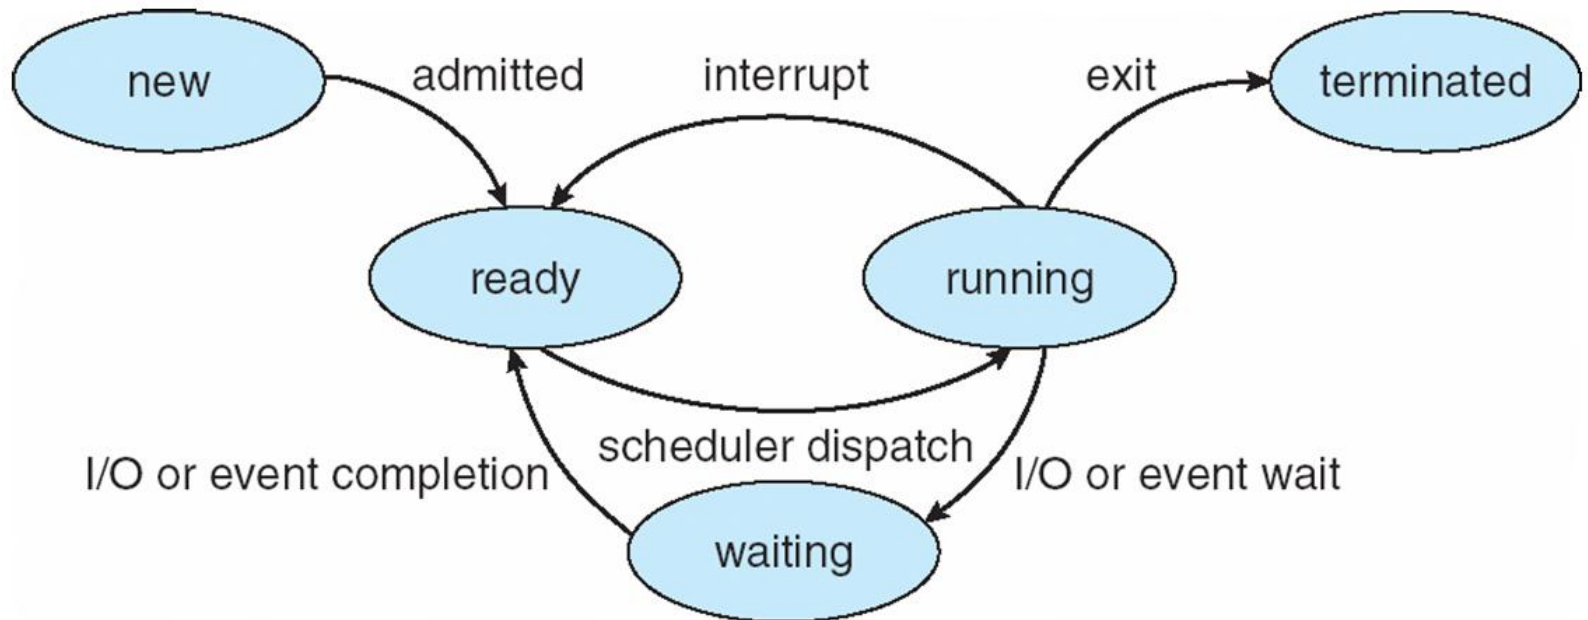 new
admitted
interrupt
exit
terminated
ready
running
scheduler dispatch
I/O or event completion
I/O or event wait
waiting